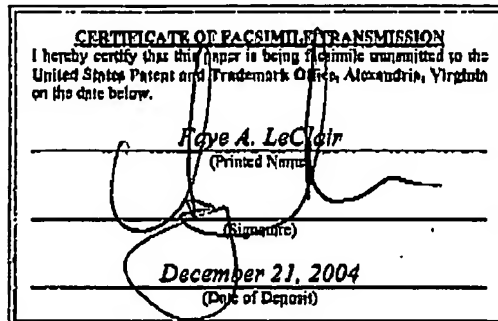 CERTIFICATE OF FACSIMILE TRANSMISSION
I hereby certify that this paper is being facsimile transmitted to the
United States Patent and Trademark Office, Alexandria, Virginia
on the date below.
Faye A. LeClair
(Printed Name)
(Signature)
December 21, 2004
(Date of Deposit)